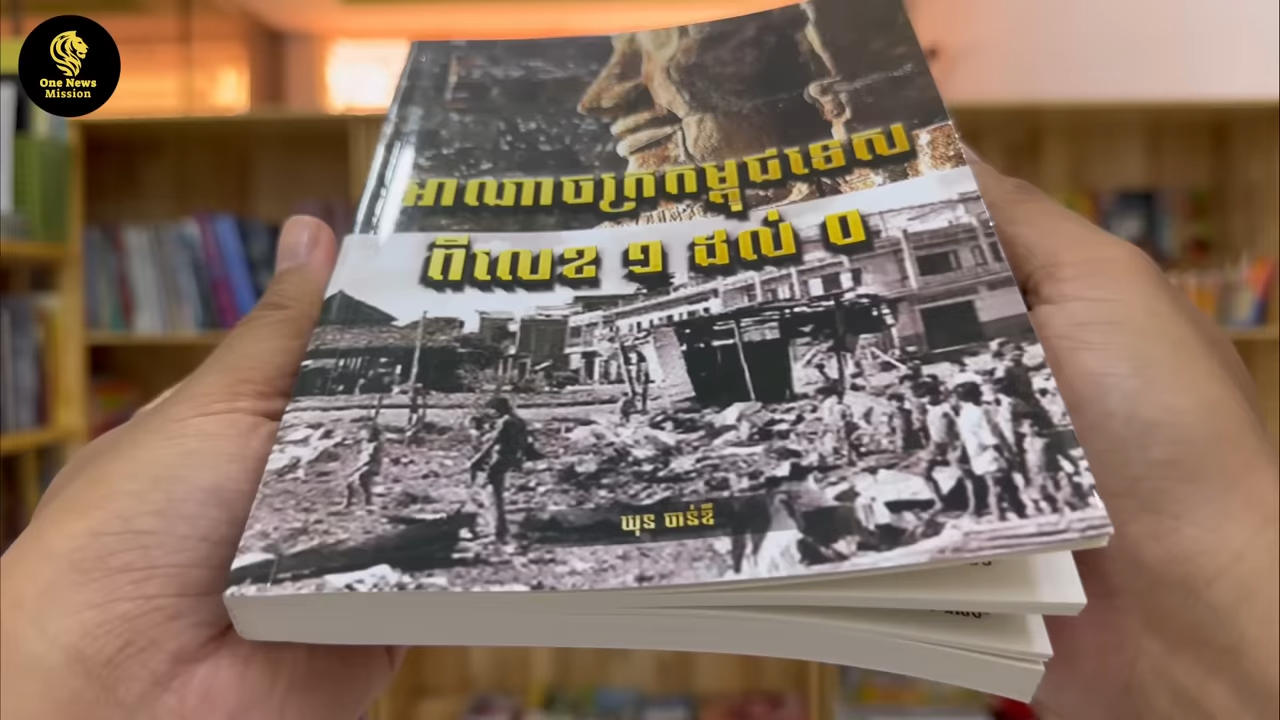 One News
Mission
អាណាចក្រកម្ពុជទេស
ពីលេខ ១ ដល់ ០
ឃុន ចាន់ឌី